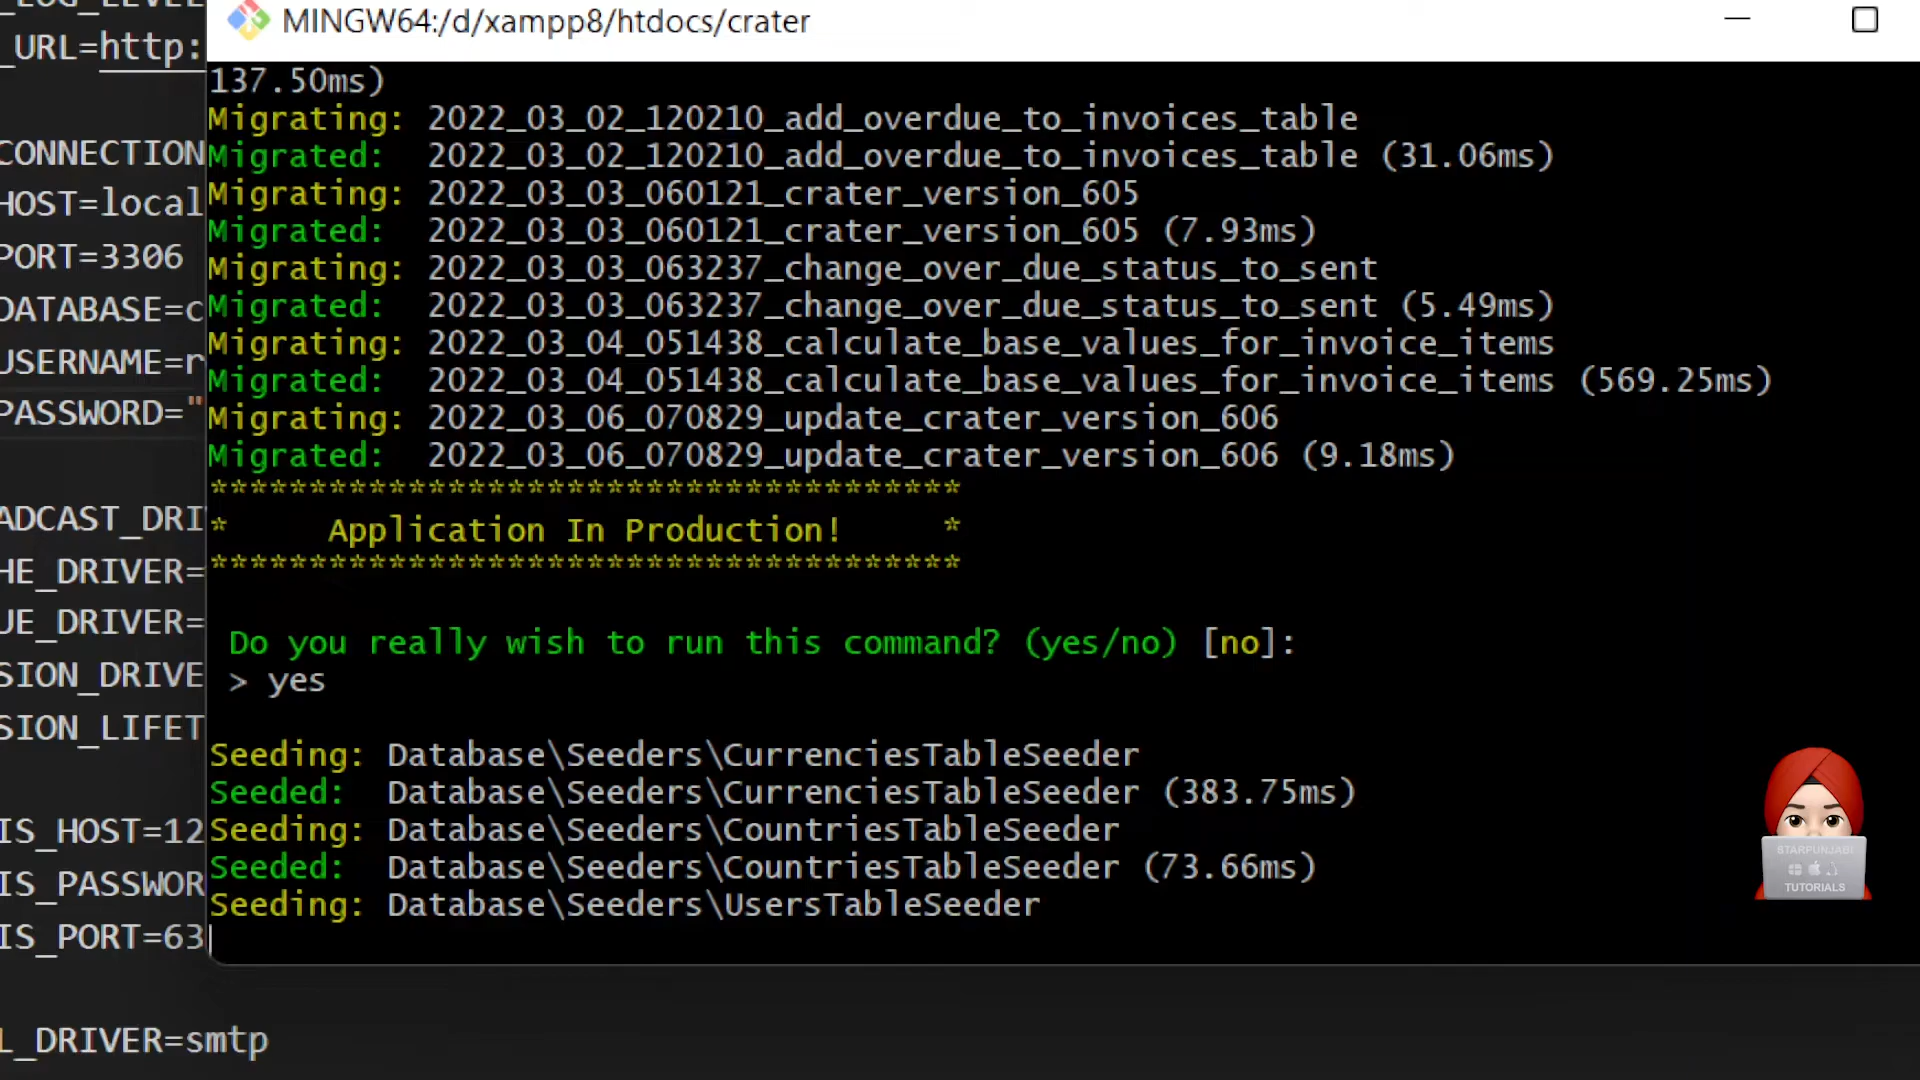 _URL=http:
CONNECTION
HOST=local
PORT=3306
DATABASE=c
USERNAME=r
PASSWORD="
ADCAST_DRI
HE_DRIVER=
UE_DRIVER=
SION_DRIVE
SION_LIFET
IS_HOST=12
IS_PASSWOR
IS_PORT=63
L_DRIVER=smtp
MINGW64:/d/xampp8/htdocs/crater
137.50ms)
Migrating: 2022_03_02_120210_add_overdue_to_invoices_table
Migrated:  2022_03_02_120210_add_overdue_to_invoices_table (31.06ms)
Migrating: 2022_03_03_060121_crater_version_605
Migrated:  2022_03_03_060121_crater_version_605 (7.93ms)
Migrating: 2022_03_03_063237_change_over_due_status_to_sent
Migrated:  2022_03_03_063237_change_over_due_status_to_sent (5.49ms)
Migrating: 2022_03_04_051438_calculate_base_values_for_invoice_items
Migrated:  2022_03_04_051438_calculate_base_values_for_invoice_items (569.25ms)
Migrating: 2022_03_06_070829_update_crater_version_606
Migrated:  2022_03_06_070829_update_crater_version_606 (9.18ms)
**************************************
*     Application In Production!     *
**************************************
Do you really wish to run this command? (yes/no) [no]:
> yes
Seeding: Database\Seeders\CurrenciesTableSeeder
Seeded:  Database\Seeders\CurrenciesTableSeeder (383.75ms)
Seeding: Database\Seeders\CountriesTableSeeder
Seeded:  Database\Seeders\CountriesTableSeeder (73.66ms)
Seeding: Database\Seeders\UsersTableSeeder
STARPUNJABI
TUTORIALS